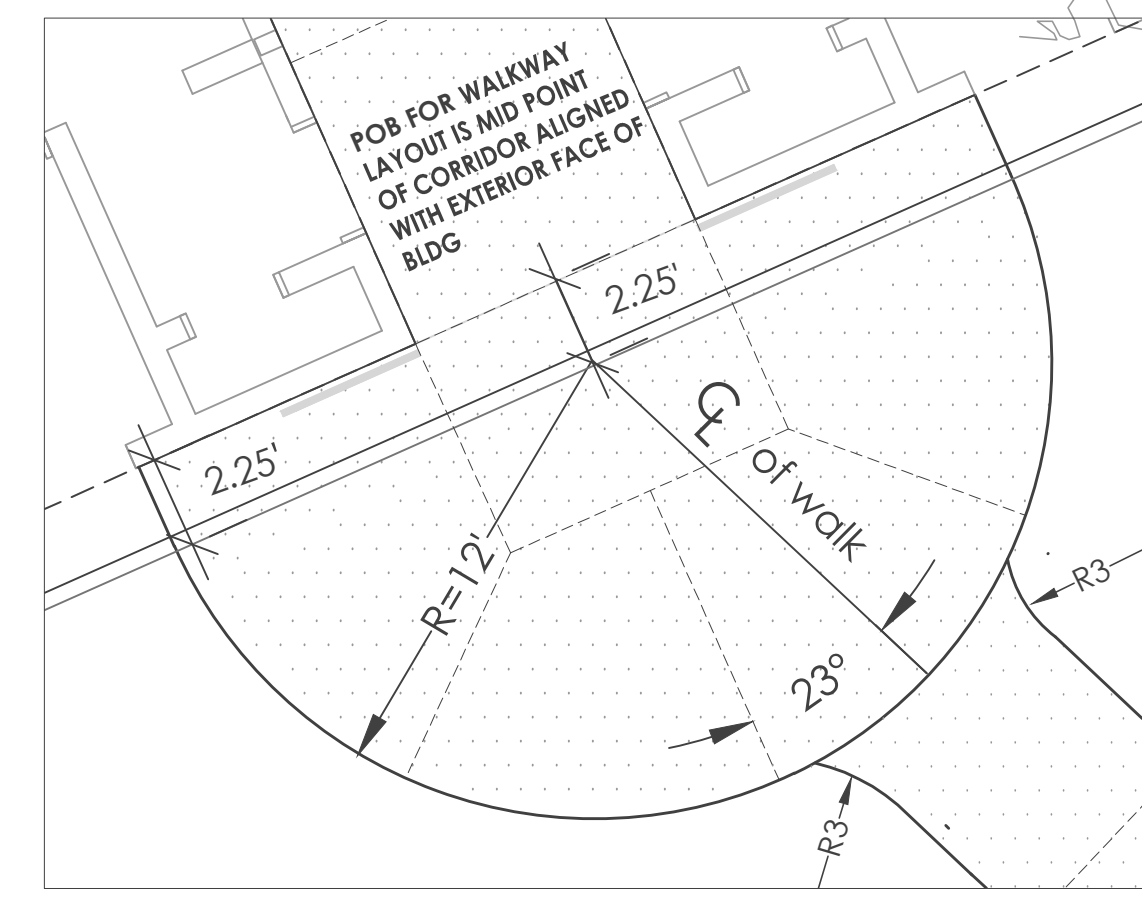 POB FOR WALKWAY
LAYOUT IS MID POINT
OF CORRIDOR ALIGNED
WITH EXTERIOR FACE OF
BLDG
2.25'
2.25'
CL
of walk
R=12'
R3
23°
R3